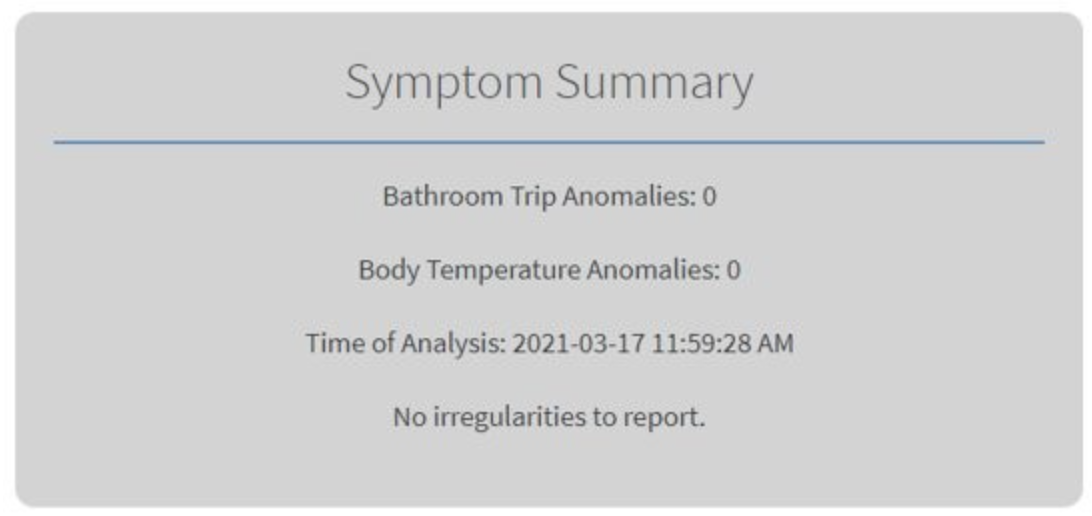 Symptom Summary
Bathroom Trip Anomalies: 0
Body Temperature Anomalies: 0
Time of Analysis: 2021-03-17 11:59:28 AM
No irregularities to report.